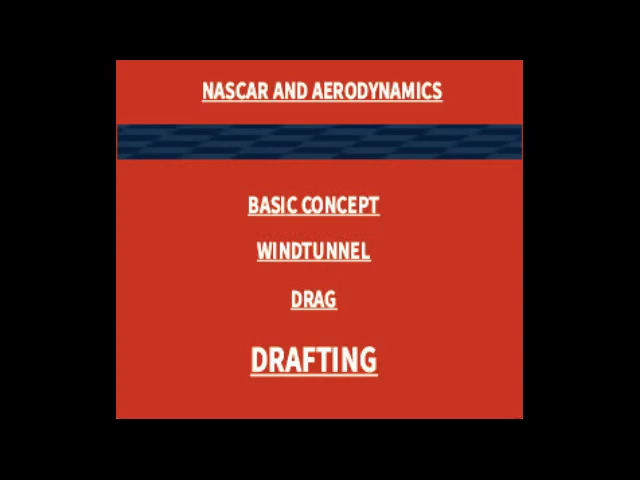 NASCAR AND AERODYNAMICS
BASIC CONCEPT
WINDTUNNEL
DRAG
DRAFTING